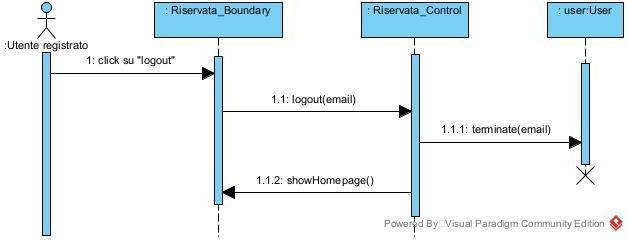 : Riservata_Boundary
: Riservata_Control
user:User
:Utente registrato
1: click su "logout"
1.1: logout(email)
1.1.1: terminate(email)
1.1.2: showHomepage()
Powered By Visual Paradigm Community Edition